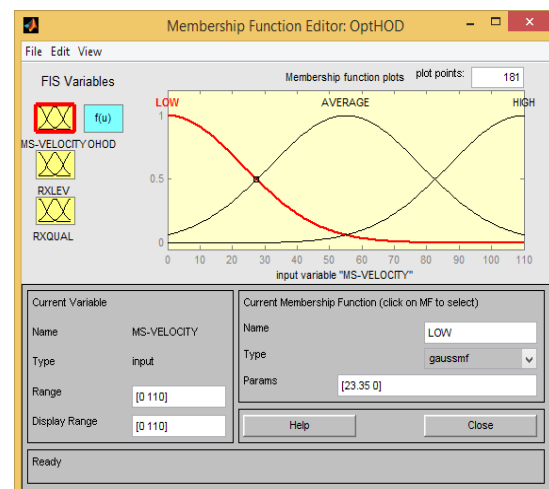 Membership Function Editor: OptHOD
File Edit View
FIS Variables
f(u)
MS-VELOCITY OHOD
RXLEV
RXQUAL
Membership function plots plot points: 181
LOW AVERAGE HIGH
1
0.5
0
0 10 20 30 40 50 60 70 80 90 100 110
input variable "MS-VELOCITY"
Current Variable
Name MS-VELOCITY
Type input
Range [0 110]
Display Range [0 110]
Current Membership Function (click on MF to select)
Name LOW
Type gaussmf
Params [23.35 0]
Help Close
Ready